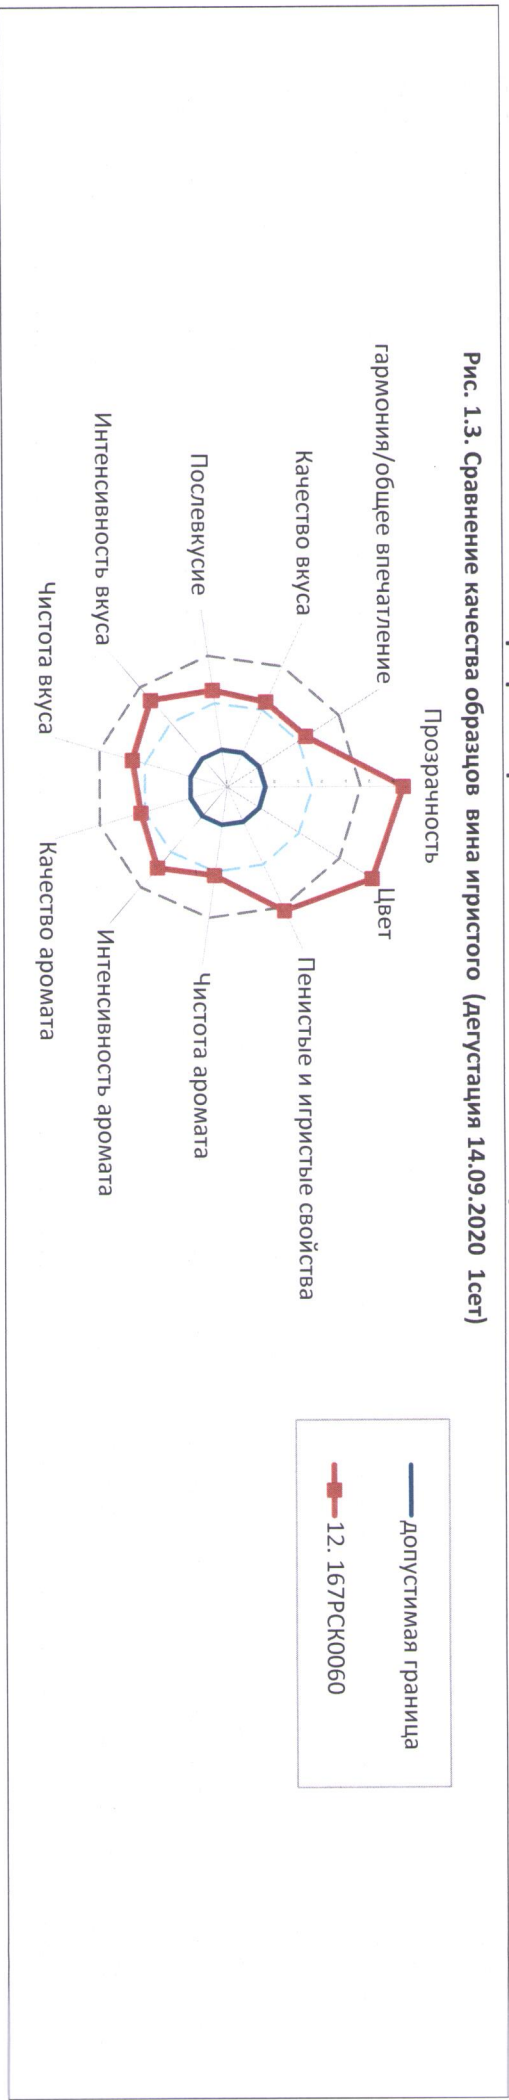 Рис. 1.3. Сравнение качества образцов вина игристого (дегустация 14.09.2020 1сет)
Прозрачность
Цвет
Пенистые и игристые свойства
Чистота аромата
Интенсивность аромата
Качество аромата
Чистота вкуса
Интенсивность вкуса
Послевкусие
Качество вкуса
гармония/общее впечатление
допустимая граница
12. 167РСК0060